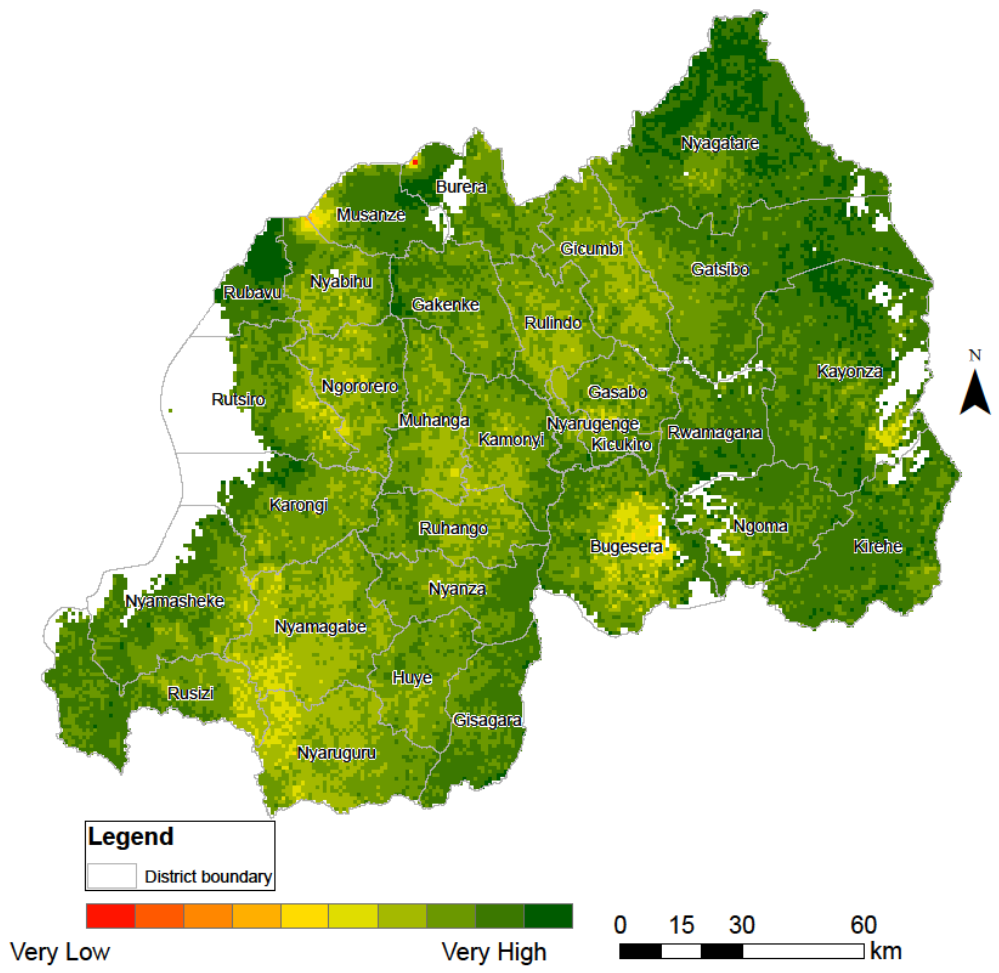 Nyagatare
Burera
Musanze
Gicumbi
Gatsibo
Nyabihu
Rubavu
Gakenke
Rulindo
Kayonza
Ngororero
Gasabo
Rutsiro
Muhanga
Nyarugenge
Kamonyi
Kicukiro
Rwamagana
Karongi
Ruhango
Ngoma
Bugesera
Kirehe
Nyanza
Nyamasheke
Nyamagabe
Huye
Rusizi
Gisagara
Nyaruguru
N
Legend
District boundary
Very Low
Very High
0 15 30 60
km